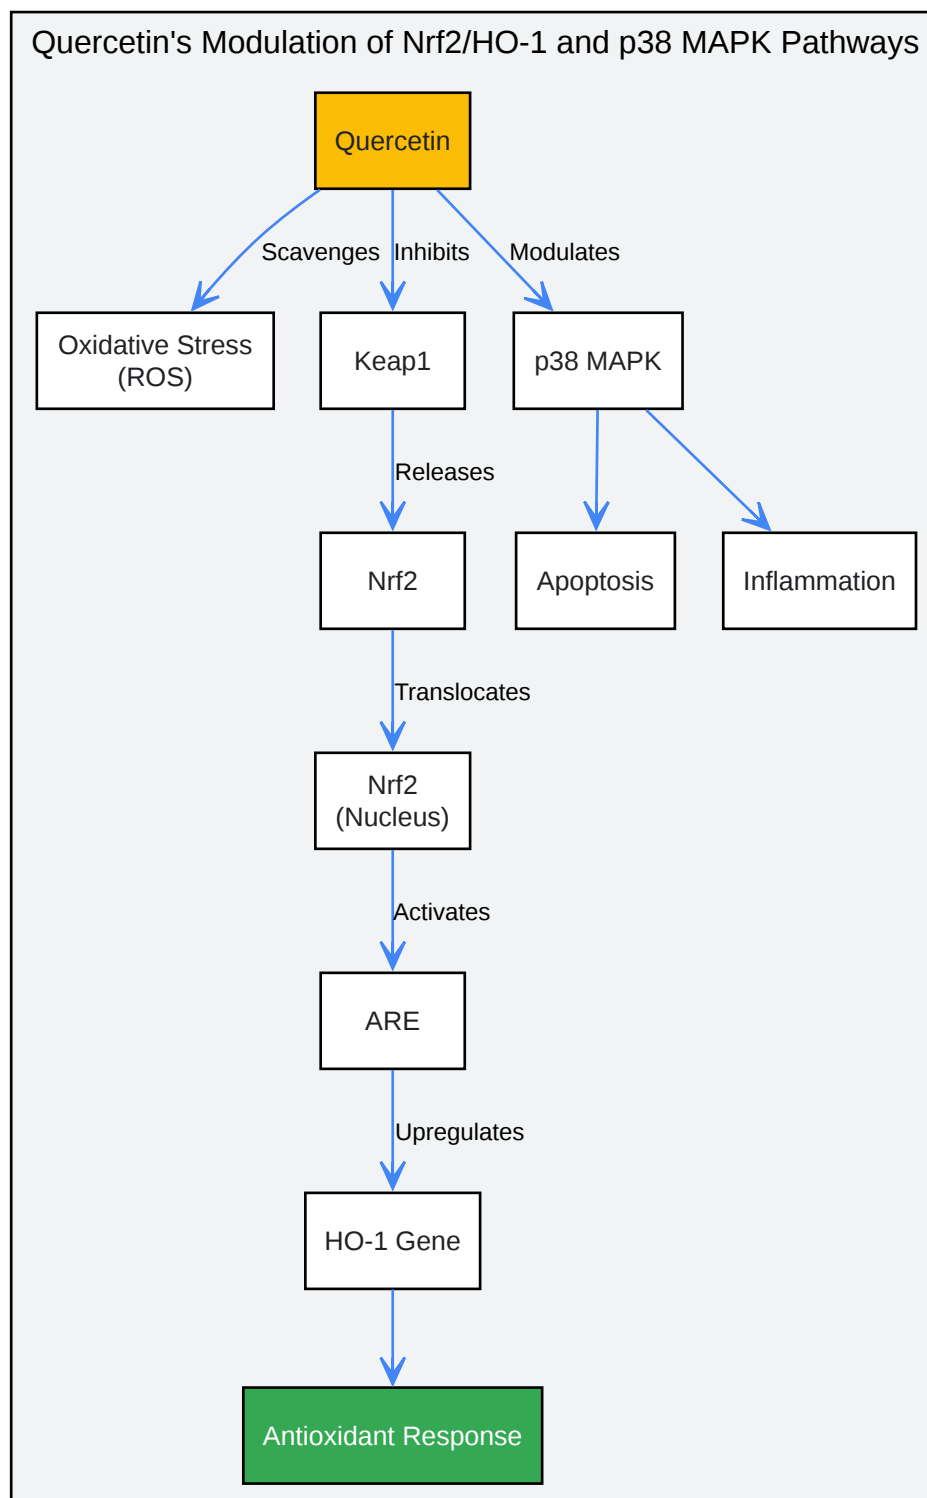 Quercetin's Modulation of Nrf2/HO-1 and p38 MAPK Pathways
Quercetin
Scavenges
Inhibits
Modulates
Oxidative Stress
(ROS)
Keap1
p38 MAPK
Releases
Nrf2
Apoptosis
Inflammation
Translocates
Nrf2
(Nucleus)
Activates
ARE
Upregulates
HO-1 Gene
Antioxidant Response